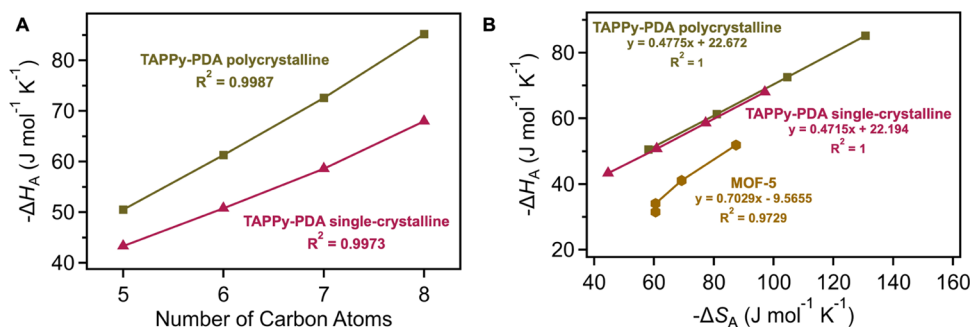 A
-ΔH_A (J mol⁻¹ K⁻¹)
80
70
60
50
40
TAPPy-PDA polycrystalline
R² = 0.9987
TAPPy-PDA single-crystalline
R² = 0.9973
5 6 7 8
Number of Carbon Atoms
B
-ΔH_A (J mol⁻¹ K⁻¹)
80
60
40
20
TAPPy-PDA polycrystalline
y = 0.4775x + 22.672
R² = 1
TAPPy-PDA single-crystalline
y = 0.4715x + 22.194
R² = 1
MOF-5
y = 0.7029x - 9.5655
R² = 0.9729
40 60 80 100 120 140 160
-ΔS_A (J mol⁻¹ K⁻¹)